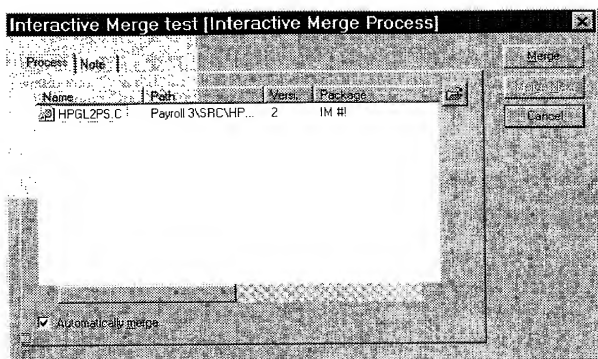 Interactive Merge test [Interactive Merge Process]
Merge
Process Note
Cancel
Name Path Versi.. Package
HPGL2PS.C Payroll 3\SRC\HP... 2 IM #!
Automatically merge